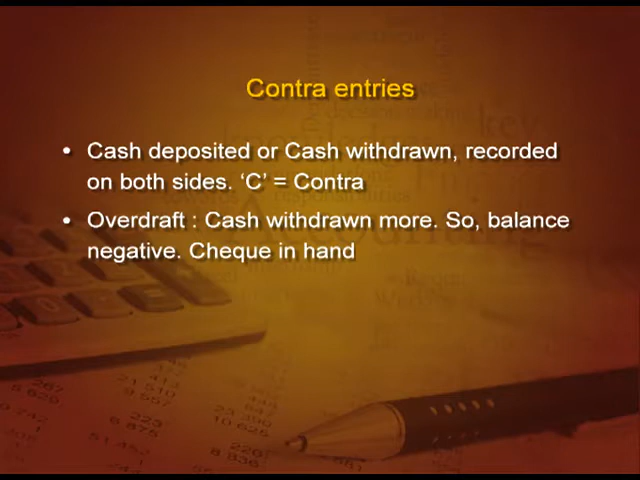 Contra entries
• Cash deposited or Cash withdrawn, recorded
on both sides. ‘C’ = Contra
• Overdraft : Cash withdrawn more. So, balance
negative. Cheque in hand